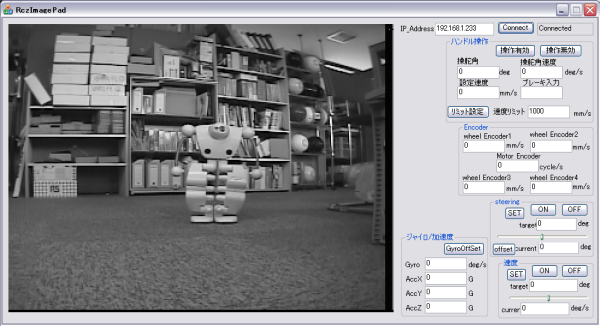 RczImagePad
IP_Address 192.168.1.233 Connect Connected
ハンドル操作
操作有効 操作無効
操舵角 操舵角速度
0 deg 0 deg/s
設定速度 ブレーキ入力
0 mm/s
リミット設定 速度リミット 1000 mm/s
Encoder
wheel Encoder1 wheel Encoder2
0 mm/s 0 mm/s
Motor Encoder
0 cycle/s
wheel Encoder3 wheel Encoder4
0 mm/s 0 mm/s
steering
SET ON OFF
target 0 deg
offset current 0 deg
ジャイロ/加速度
GyroOffSet
Gyro 0 deg/s
AccX 0 G
AccY 0 G
AccZ 0 G
速度
SET ON OFF
target 0 deg
currer 0 deg/s